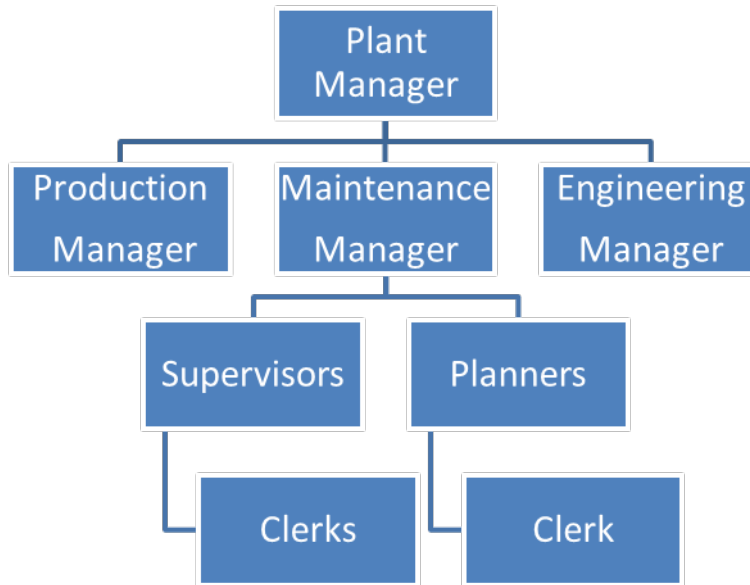 Plant
Manager
Production
Manager
Maintenance
Manager
Engineering
Manager
Supervisors
Planners
Clerks
Clerk